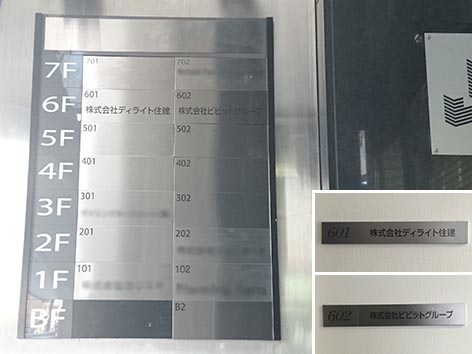 7F 701 702
6F 601 株式会社ディライト住建 602 株式会社ビビットグループ
5F 501 502
4F 401 402
3F 301 302
2F 201 202
1F 101 102
BF B2
601 株式会社ディライト住建
602 株式会社ビビットグループ